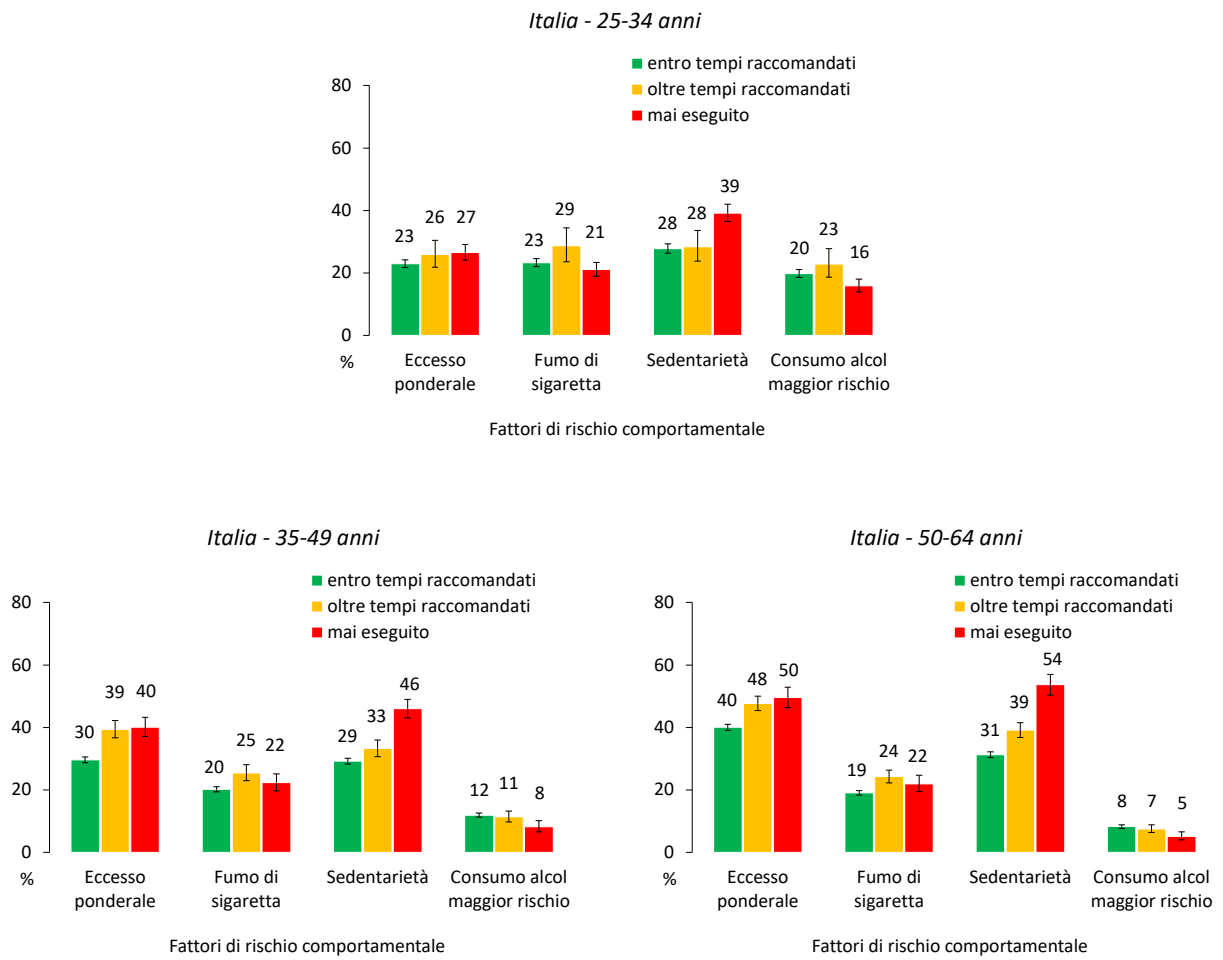 Italia - 25-34 anni
entro tempi raccomandati
oltre tempi raccomandati
mai eseguito
80
60
40
20
0
%
23 26 27
23 29 21
28 28 39
20 23 16
Eccesso ponderale
Fumo di sigaretta
Sedentarietà
Consumo alcol maggior rischio
Fattori di rischio comportamentale
Italia - 35-49 anni
entro tempi raccomandati
oltre tempi raccomandati
mai eseguito
80
60
40
20
0
%
30 39 40
20 25 22
29 33 46
12 11 8
Eccesso ponderale
Fumo di sigaretta
Sedentarietà
Consumo alcol maggior rischio
Fattori di rischio comportamentale
Italia - 50-64 anni
entro tempi raccomandati
oltre tempi raccomandati
mai eseguito
80
60
40
20
0
%
40 48 50
19 24 22
31 39 54
8 7 5
Eccesso ponderale
Fumo di sigaretta
Sedentarietà
Consumo alcol maggior rischio
Fattori di rischio comportamentale